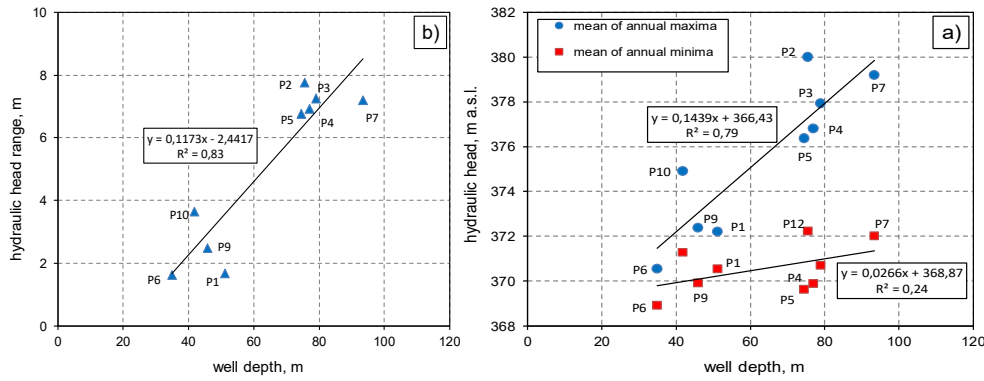 b)
hydraulic head range, m
10
8
6
4
2
0
P2
P3
P5
P4
P7
y = 0,1173x - 2,4417
R² = 0,83
P10
P9
P6
P1
0 20 40 60 80 100 120
well depth, m
a)
hydraulic head, m a.s.l.
382
380
378
376
374
372
370
368
mean of annual maxima
mean of annual minima
P2
P7
P3
y = 0,1439x + 366,43
R² = 0,79
P4
P5
P10
P9
P1
P6
P12
P7
P1
P4
P9
P5
P6
y = 0,0266x + 368,87
R² = 0,24
0 20 40 60 80 100 120
well depth, m